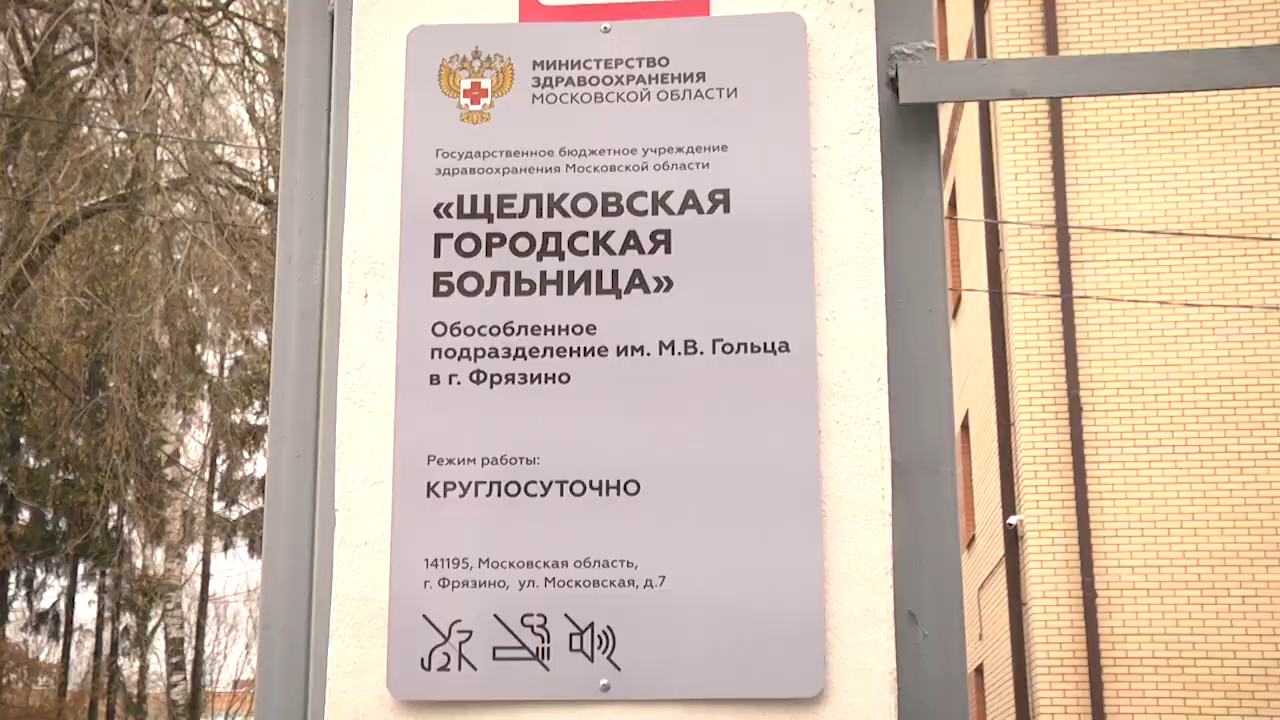 МИНИСТЕРСТВО
ЗДРАВООХРАНЕНИЯ
МОСКОВСКОЙ ОБЛАСТИ
Государственное бюджетное учреждение
здравоохранения Московской области
«ЩЕЛКОВСКАЯ
ГОРОДСКАЯ
БОЛЬНИЦА»
Обособленное
подразделение им. М.В. Гольца
в г. Фрязино
Режим работы:
КРУГЛОСУТОЧНО
141195, Московская область,
г. Фрязино, ул. Московская, д.7